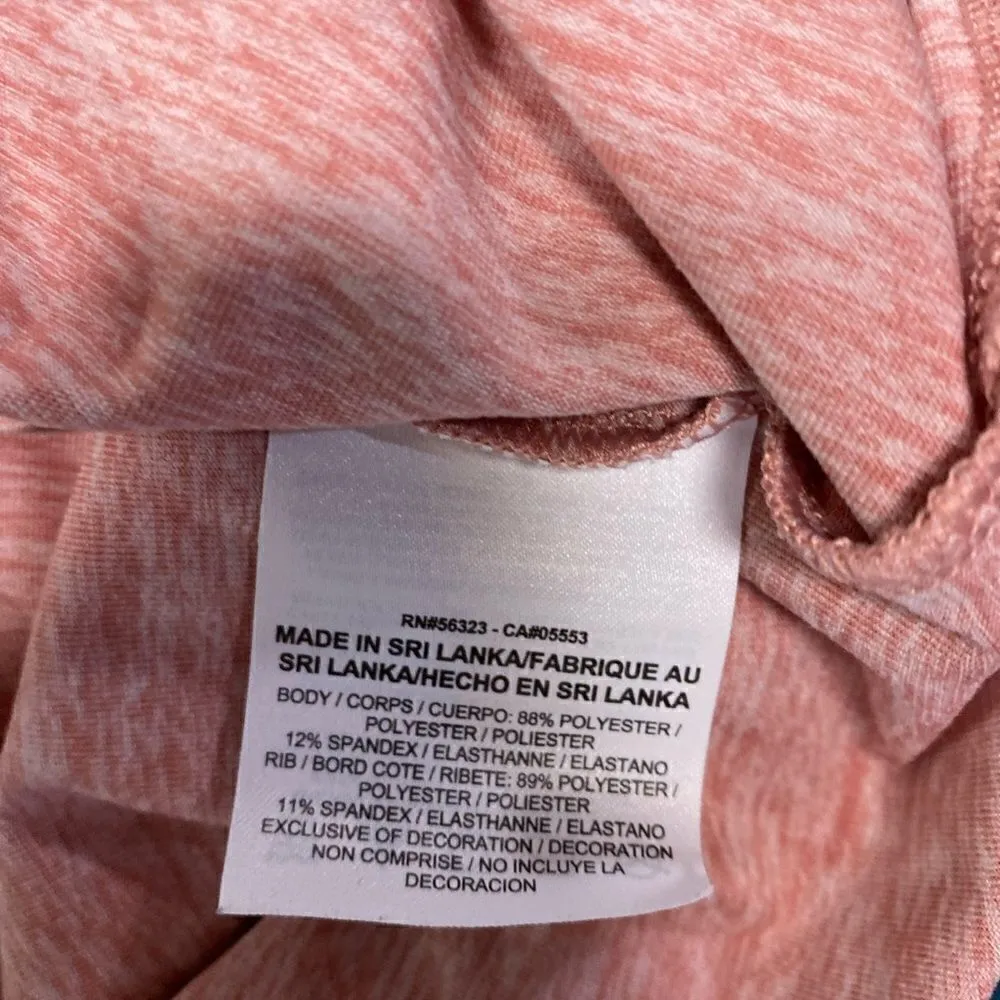 RN#56323 - CA#05553
MADE IN SRI LANKA/FABRIQUE AU
SRI LANKA/HECHO EN SRI LANKA
BODY / CORPS / CUERPO: 88% POLYESTER /
POLYESTER / POLIESTER
12% SPANDEX / ELASTHANNE / ELASTANO
RIB / BORD COTE / RIBETE: 89% POLYESTER /
POLYESTER / POLIESTER
11% SPANDEX / ELASTHANNE / ELASTANO
EXCLUSIVE OF DECORATION / DECORATION
NON COMPRISE / NO INCLUYE LA
DECORACION